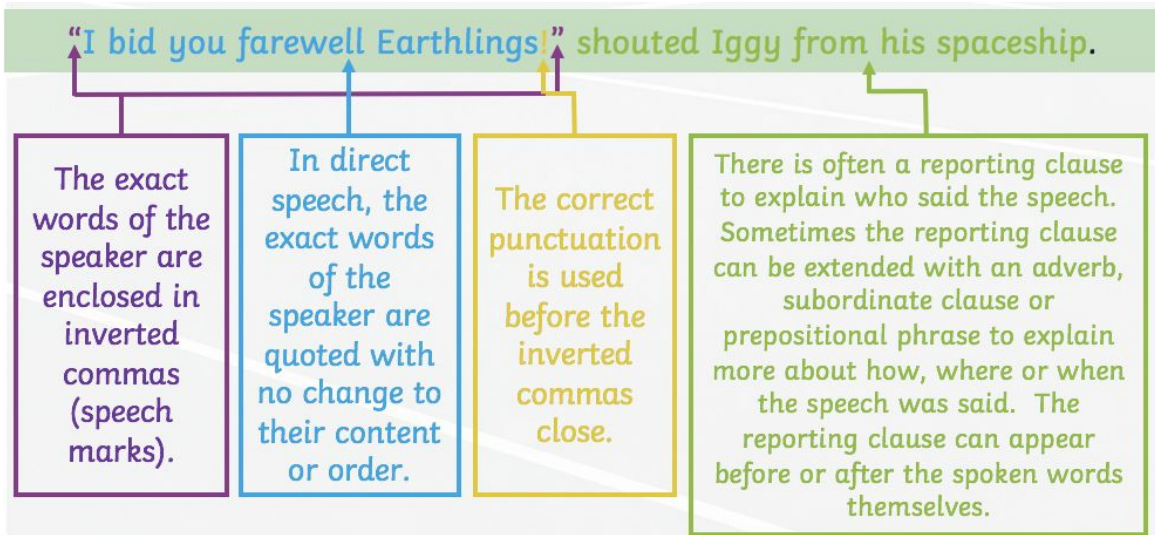 “I bid you farewell Earthlings!” shouted Iggy from his spaceship.
The exact
words of the
speaker are
enclosed in
inverted
commas
(speech
marks).
In direct
speech, the
exact words
of the
speaker are
quoted with
no change to
their content
or order.
The correct
punctuation
is used
before the
inverted
commas
close.
There is often a reporting clause
to explain who said the speech.
Sometimes the reporting clause
can be extended with an adverb,
subordinate clause or
prepositional phrase to explain
more about how, where or when
the speech was said. The
reporting clause can appear
before or after the spoken words
themselves.